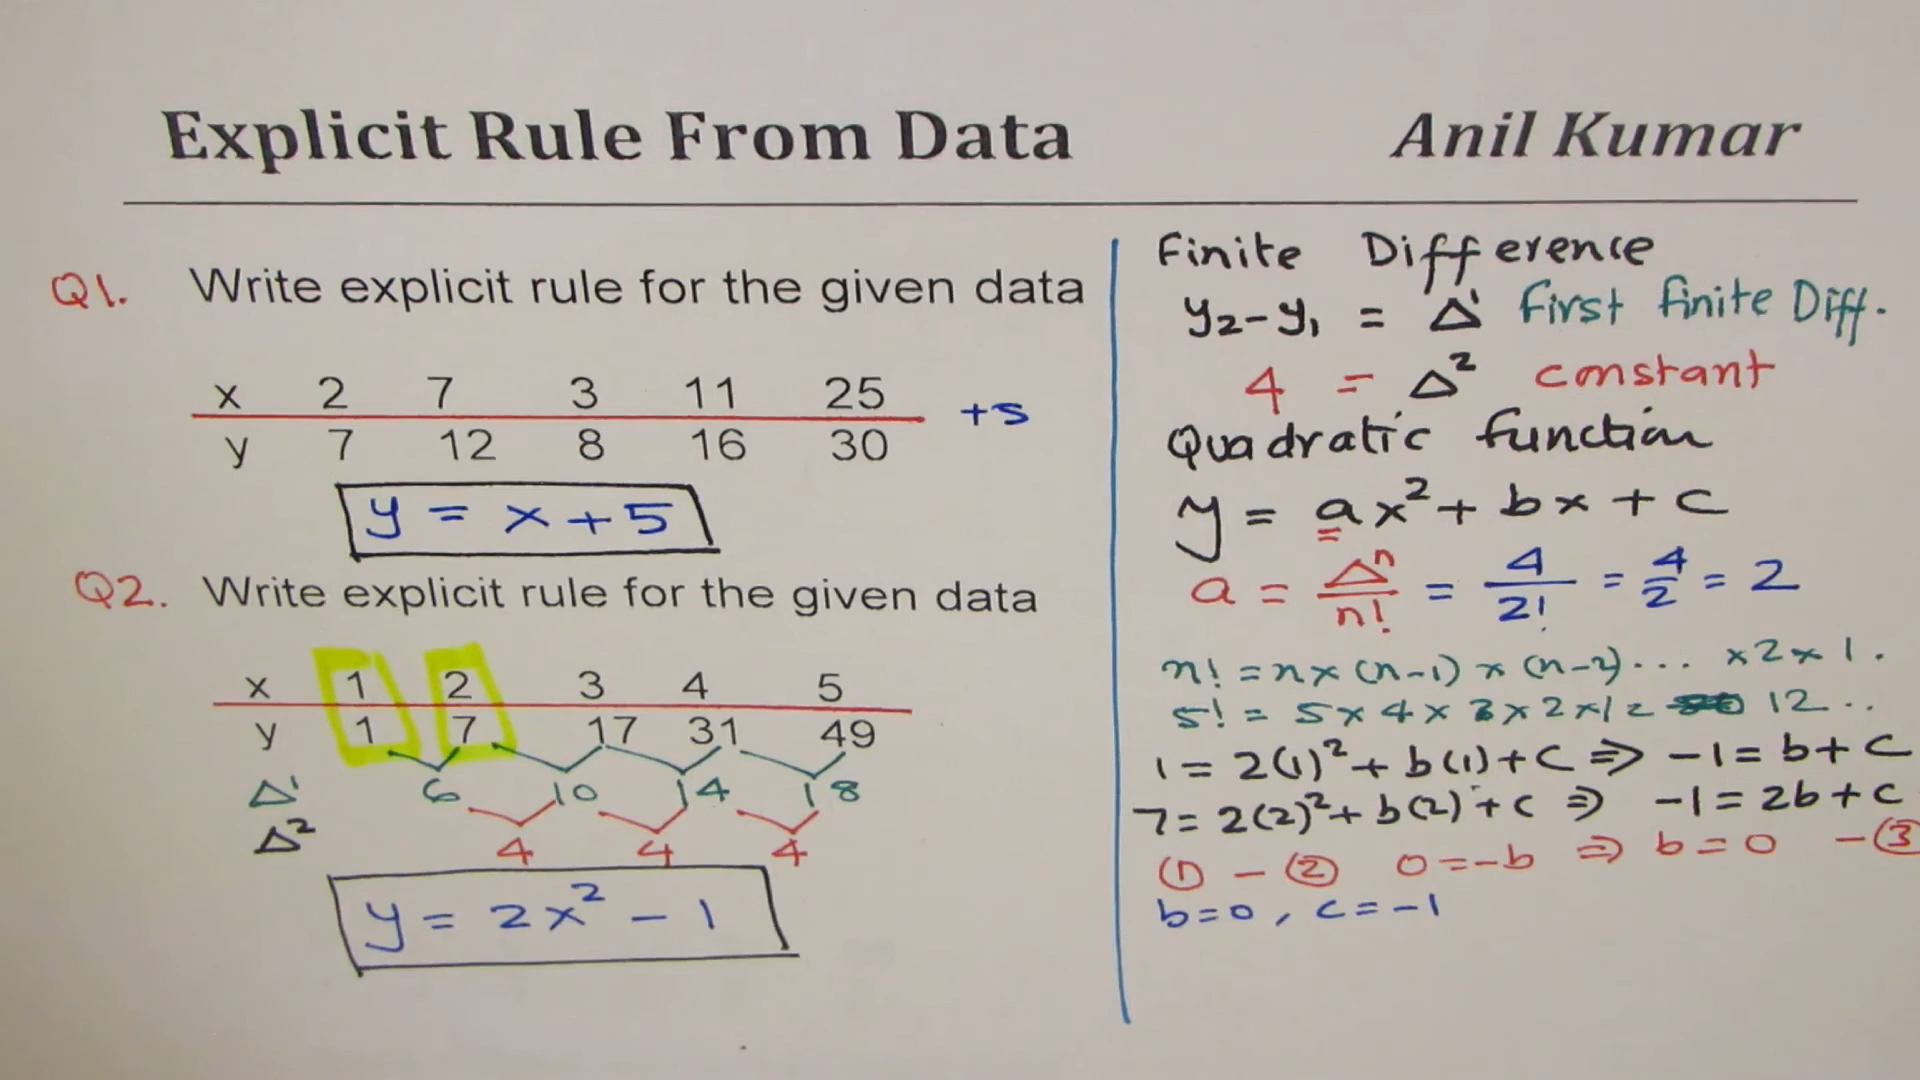 Explicit Rule From Data
Anil Kumar
Q1. Write explicit rule for the given data
x 2 7 3 11 25
+5
y 7 12 8 16 30
y = x + 5
Q2. Write explicit rule for the given data
x 1 2 3 4 5
y 1 7 17 31 49
Δ¹ 6 10 14 18
Δ² 4 4 4
y = 2x² - 1
Finite Difference
y₂-y₁ = Δ¹ First finite Diff.
4 = Δ² constant
Quadratic function
y = ax² + bx + c
a = Δⁿ/n! = 4/2! = 4/2 = 2
n! = n×(n-1)×(n-2)... ×2×1.
5! = 5×4×3×2×1= 12..
1 = 2(1)² + b(1)+c ⇒ -1 = b+c
7 = 2(2)² + b(2)+c ⇒ -1 = 2b+c
① - ② 0=-b ⇒ b=0 -③
b=0, c=-1